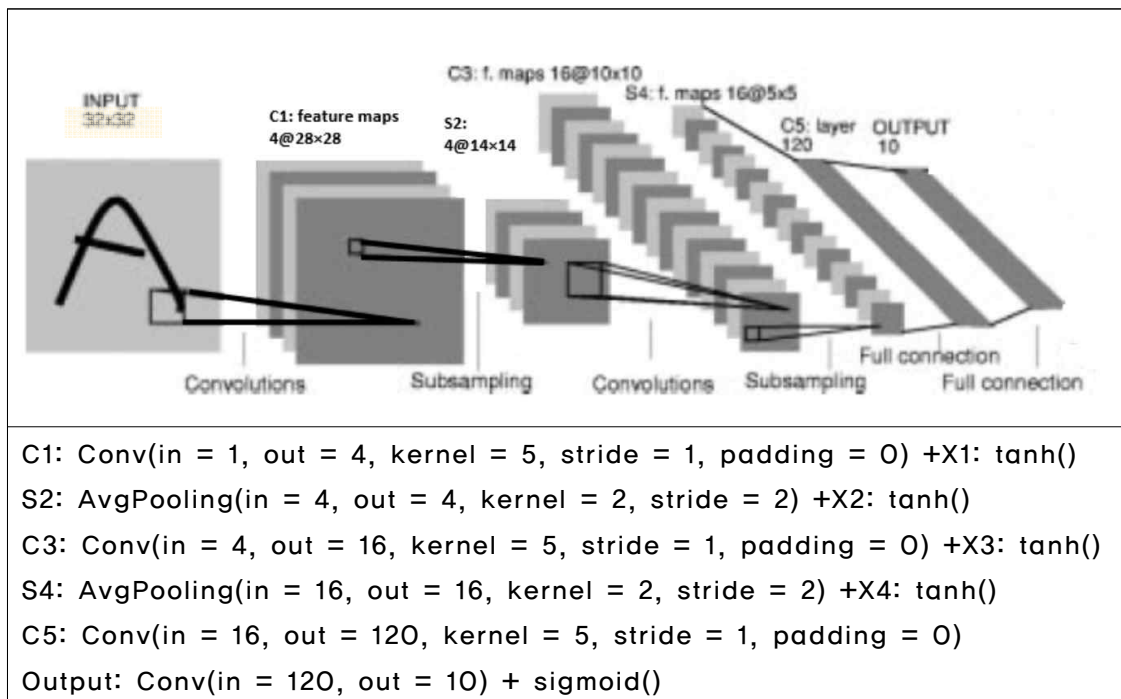 INPUT
32x32
C1: feature maps
4@28×28
S2:
4@14×14
C3: f. maps 16@10x10
S4: f. maps 16@5x5
C5: layer
120
OUTPUT
10
Convolutions
Subsampling
Convolutions
Subsampling
Full connection
Full connection
C1: Conv(in = 1, out = 4, kernel = 5, stride = 1, padding = 0) +X1: tanh()
S2: AvgPooling(in = 4, out = 4, kernel = 2, stride = 2) +X2: tanh()
C3: Conv(in = 4, out = 16, kernel = 5, stride = 1, padding = 0) +X3: tanh()
S4: AvgPooling(in = 16, out = 16, kernel = 2, stride = 2) +X4: tanh()
C5: Conv(in = 16, out = 120, kernel = 5, stride = 1, padding = 0)
Output: Conv(in = 120, out = 10) + sigmoid()